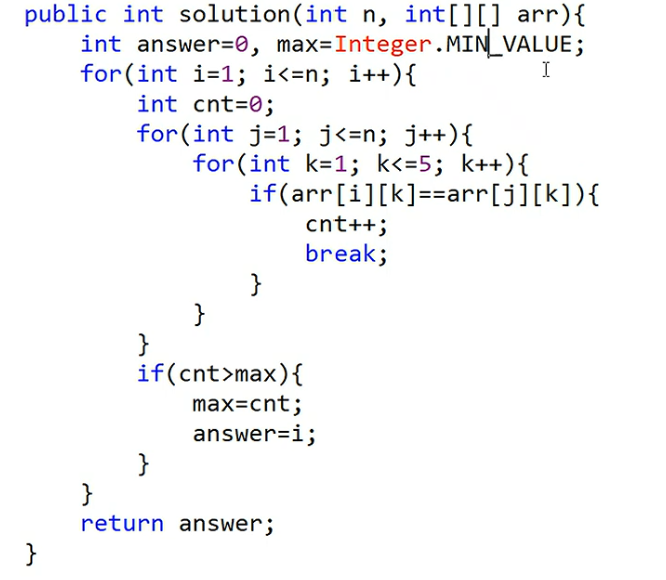 public int solution(int n, int[][] arr){
    int answer=0, max=Integer.MIN_VALUE;
    for(int i=1; i<=n; i++){
        int cnt=0;
        for(int j=1; j<=n; j++){
            for(int k=1; k<=5; k++){
                if(arr[i][k]==arr[j][k]){
                    cnt++;
                    break;
                }
            }
        }
        if(cnt>max){
            max=cnt;
            answer=i;
        }
    }
    return answer;
}